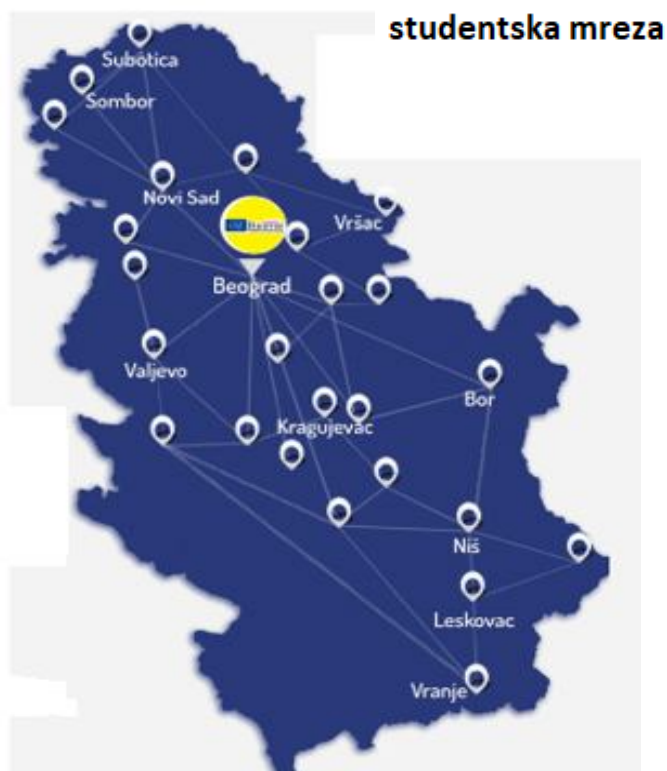 studentska mreza
Subotica
Sombor
Novi Sad
Vršac
Beograd
Valjevo
Bor
Kragujevac
Niš
Leskovac
Vranje